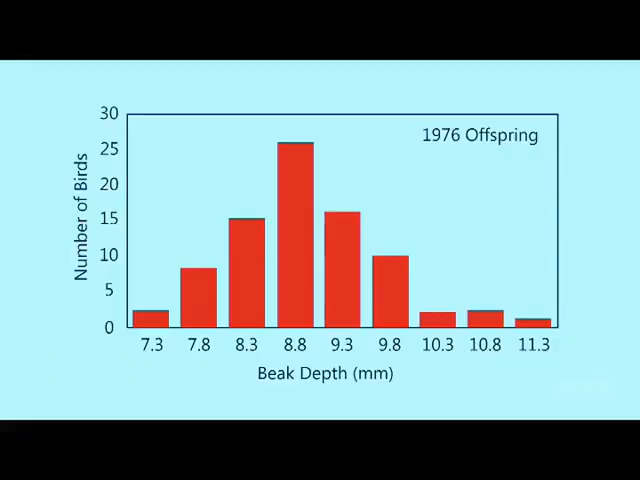 1976 Offspring
Number of Birds
30
25
20
15
10
5
0
7.3 7.8 8.3 8.8 9.3 9.8 10.3 10.8 11.3
Beak Depth (mm)